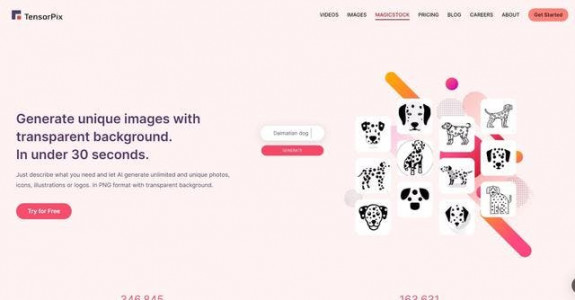 TensorPix
VIDEOS IMAGES MAGICSTOCK PRICING BLOG CAREERS ABOUT Get Started
Generate unique images with
transparent background.
In under 30 seconds.
Dalmatian dog
GENERATE
Just describe what you need and let AI generate unlimited and unique photos,
icons, illustrations or logos. in PNG format with transparent background.
Try for Free
346,845 163,631